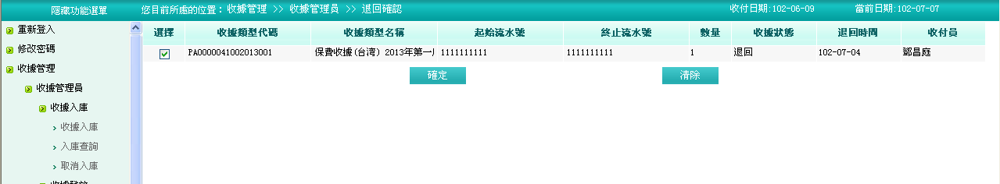 隱藏功能選單 您目前所處的位置：收據管理 >> 收據管理員 >> 退回確認 收付日期:102-06-09 當前日期:102-07-07
重新登入
修改密碼
收據管理
收據管理員
收據入庫
收據入庫
入庫查詢
取消入庫
選擇 收據類型代碼 收據類型名稱 起始流水號 終止流水號 數量 收據狀態 退回時間 收付員
PA0000041002013001 保費收據(台湾) 2013年第一 1111111111 1111111111 1 退回 102-07-04 鄧昌庭
確定 清除